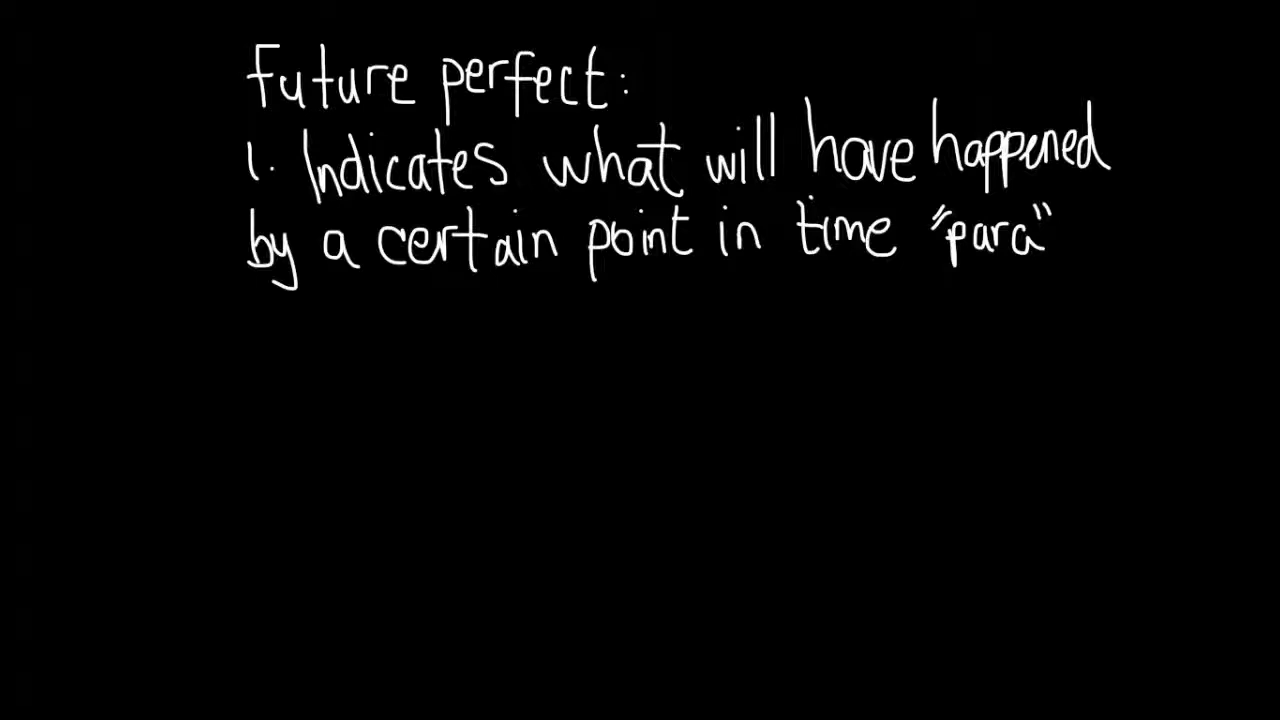 Future perfect:
1. Indicates what will have happened
by a certain point in time "para"